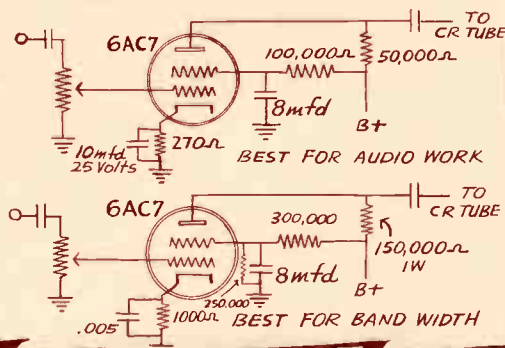 TO
CR TUBE
6AC7
100,000Ω
50,000Ω
8mfd
B+
10mfd
25 Volts
270Ω
BEST FOR AUDIO WORK
TO
CR TUBE
6AC7
300,000
150,000Ω
1W
8mfd
250.000
B+
.005
1000Ω
BEST FOR BAND WIDTH